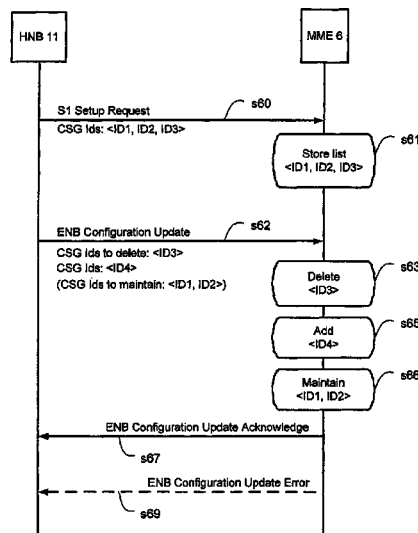 HNB 11
MME 6
s60
S1 Setup Request
CSG Ids: <ID1, ID2, ID3>
s61
Store list
<ID1, ID2, ID3>
s62
ENB Configuration Update
CSG Ids to delete: <ID3>
CSG Ids: <ID4>
(CSG Ids to maintain: <ID1, ID2>)
s63
Delete
<ID3>
s65
Add
<ID4>
s66
Maintain
<ID1, ID2>
ENB Configuration Update Acknowledge
s67
ENB Configuration Update Error
s69